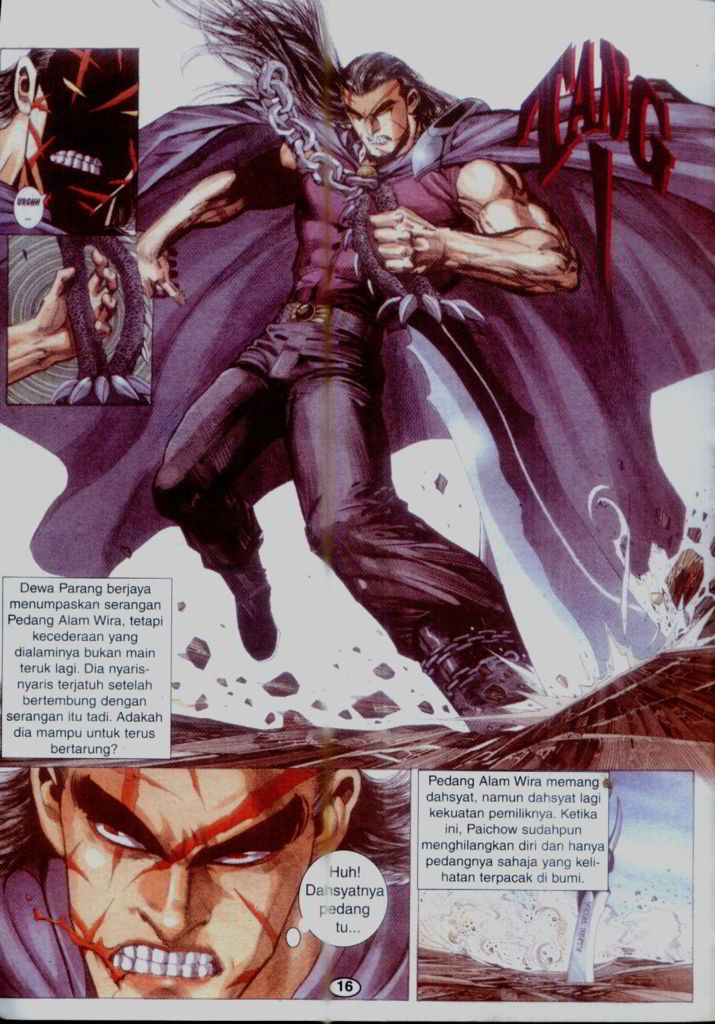 URGHH
...
TANG
!
Dewa Parang berjaya
menumpaskan serangan
Pedang Alam Wira, tetapi
kecederaan yang
dialaminya bukan main
teruk lagi. Dia nyaris-
nyaris terjatuh setelah
bertembung dengan
serangan itu tadi. Adakah
dia mampu untuk terus
bertarung?
Huh!
Dahsyatnya
pedang
tu...
Pedang Alam Wira memang
dahsyat, namun dahsyat lagi
kekuatan pemiliknya. Ketika
ini, Paichow sudahpun
menghilangkan diri dan hanya
pedangnya sahaja yang keli-
hatan terpacak di bumi.
16